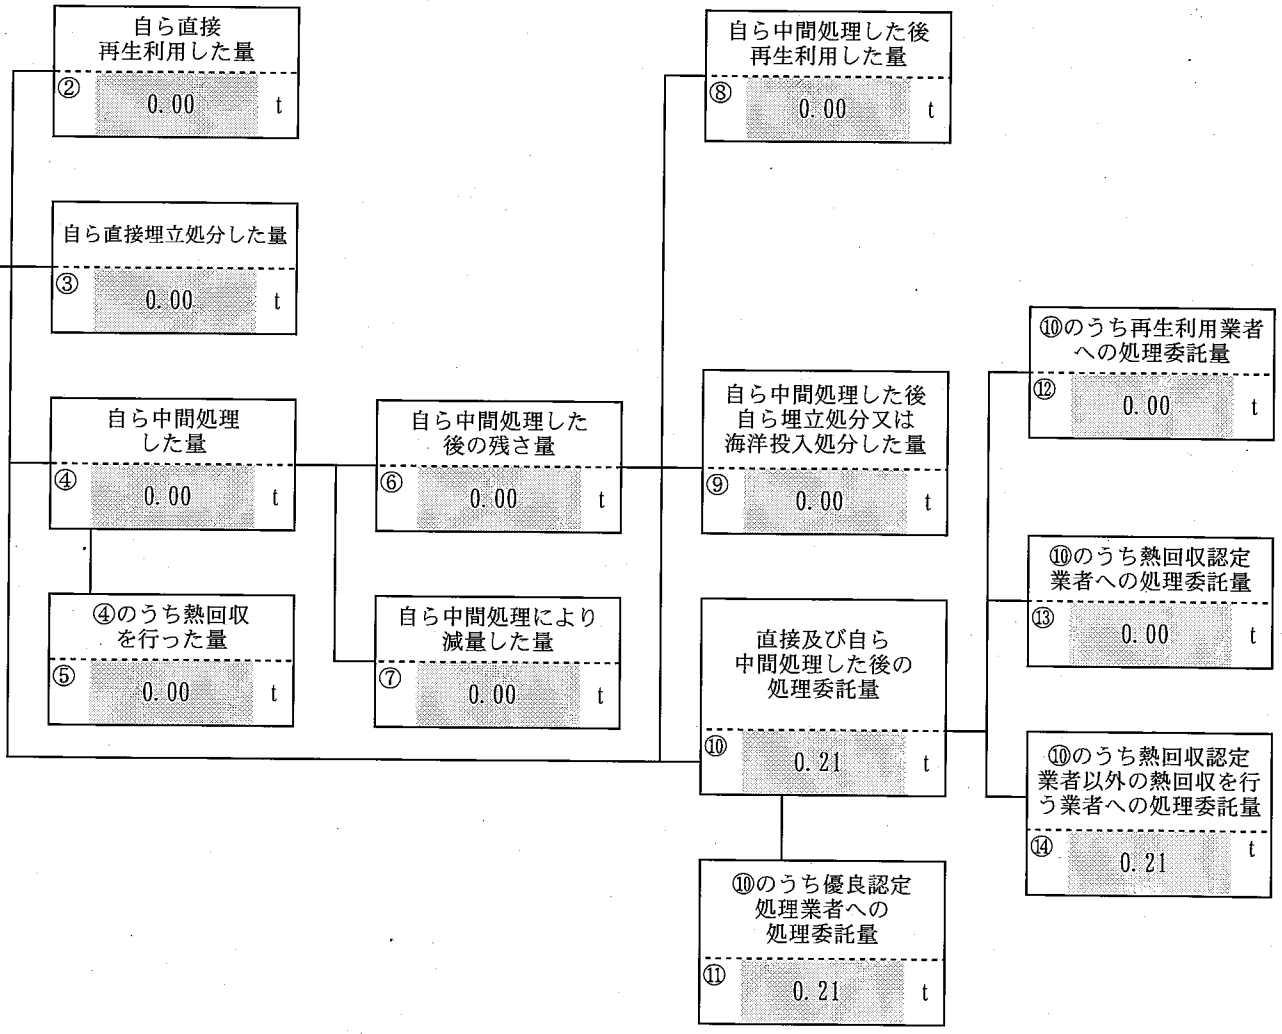 自ら直接
再生利用した量
② 0.00 t
自ら直接埋立処分した量
③ 0.00 t
自ら中間処理
した量
④ 0.00 t
④のうち熱回収
を行った量
⑤ 0.00 t
自ら中間処理した
後の残さ量
⑥ 0.00 t
自ら中間処理により
減量した量
⑦ 0.00 t
自ら中間処理した後
再生利用した量
⑧ 0.00 t
自ら中間処理した後
自ら埋立処分又は
海洋投入処分した量
⑨ 0.00 t
直接及び自ら
中間処理した後の
処理委託量
⑩ 0.21 t
⑩のうち優良認定
処理業者への
処理委託量
⑪ 0.21 t
⑩のうち再生利用業者
への処理委託量
⑫ 0.00 t
⑩のうち熱回収認定
業者への処理委託量
⑬ 0.00 t
⑩のうち熱回収認定
業者以外の熱回収を行
う業者への処理委託量
⑭ 0.21 t